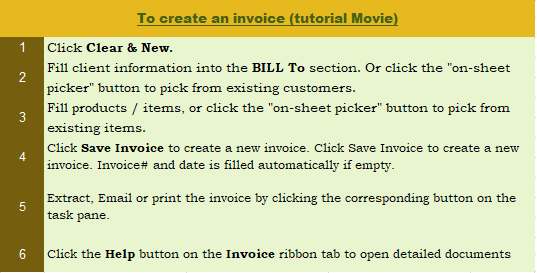 To create an invoice (tutorial Movie)
1 Click Clear & New.
2 Fill client information into the BILL To section. Or click the "on-sheet
picker" button to pick from existing customers.
3 Fill products / items, or click the "on-sheet picker" button to pick from
existing items.
4 Click Save Invoice to create a new invoice. Click Save Invoice to create a new
invoice. Invoice# and date is filled automatically if empty.
5 Extract, Email or print the invoice by clicking the corresponding button on the
task pane.
6 Click the Help button on the Invoice ribbon tab to open detailed documents